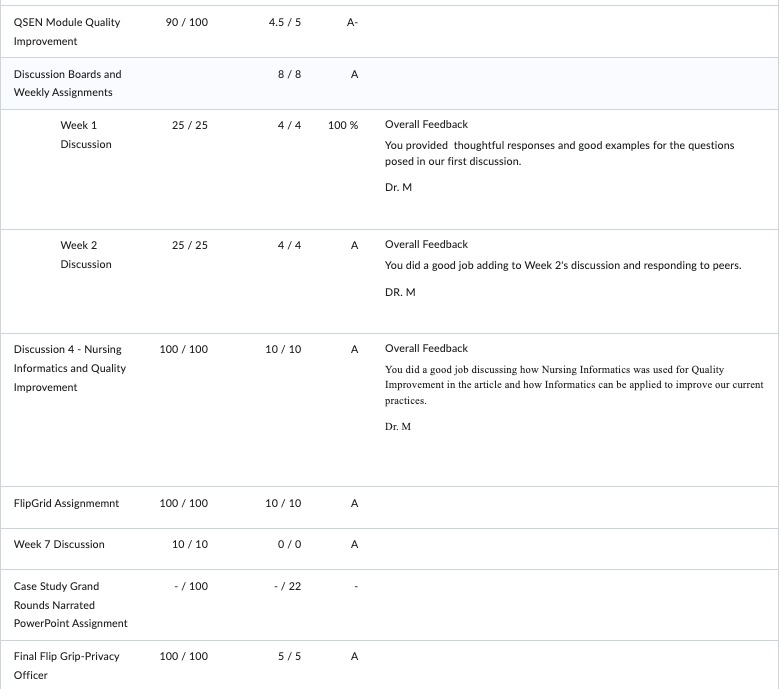 QSEN Module Quality Improvement 90 / 100 4.5 / 5 A-
Discussion Boards and Weekly Assignments 8 / 8 A
Week 1 Discussion 25 / 25 4 / 4 100 %
Overall Feedback
You provided thoughtful responses and good examples for the questions
posed in our first discussion.
Dr. M
Week 2 Discussion 25 / 25 4 / 4 A
Overall Feedback
You did a good job adding to Week 2's discussion and responding to peers.
DR. M
Discussion 4 - Nursing Informatics and Quality Improvement 100 / 100 10 / 10 A
Overall Feedback
You did a good job discussing how Nursing Informatics was used for Quality
Improvement in the article and how Informatics can be applied to improve our current
practices.
Dr. M
FlipGrid Assignmemnt 100 / 100 10 / 10 A
Week 7 Discussion 10 / 10 0 / 0 A
Case Study Grand Rounds Narrated PowerPoint Assignment - / 100 - / 22 -
Final Flip Grip-Privacy Officer 100 / 100 5 / 5 A